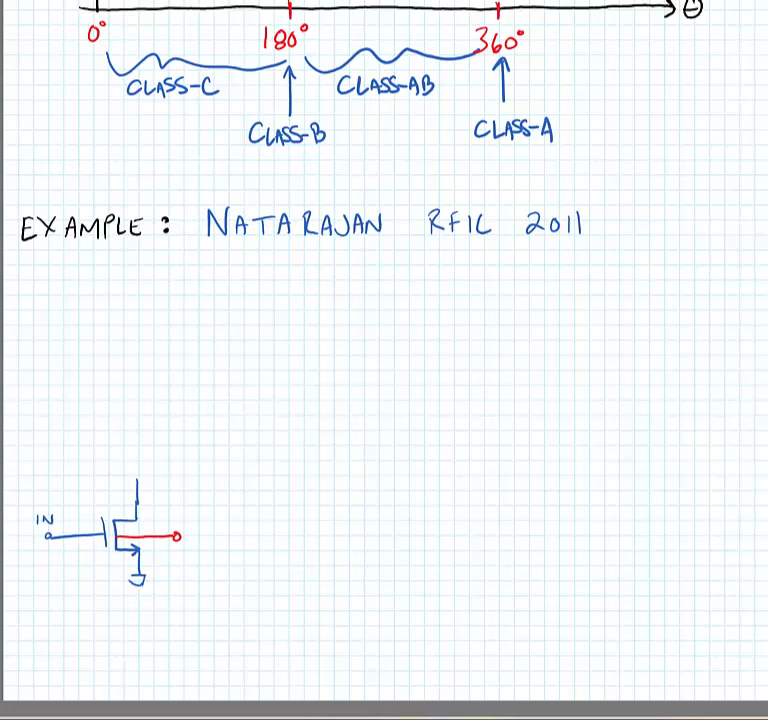 0° 180° 360° Θ
CLASS-C CLASS-AB
CLASS-B CLASS-A
EXAMPLE: NATARAJAN RFIC 2011
IN